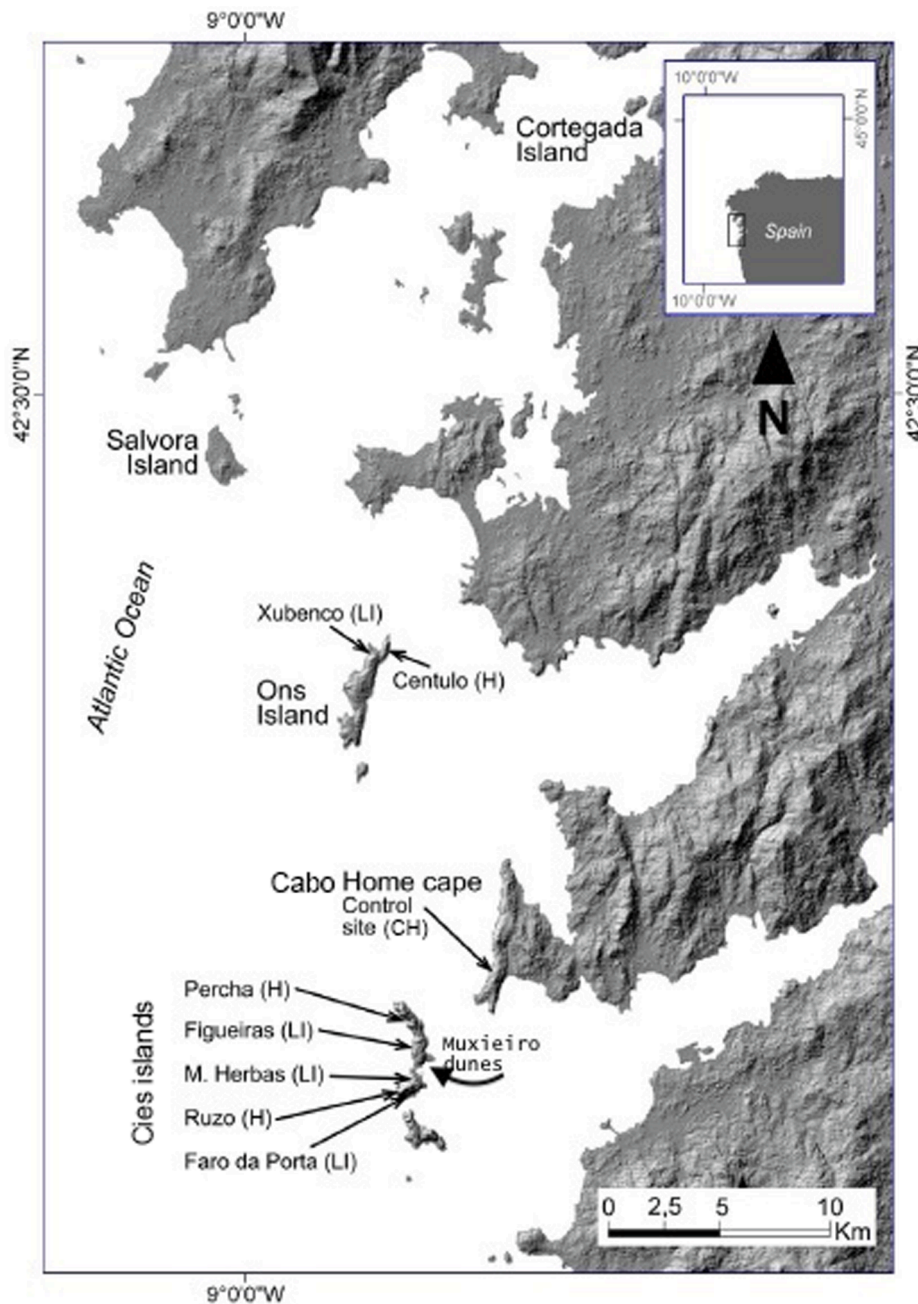 9°0'0"W
10°0'0"W
45°0'0"N
Cortegada
Island
Spain
10°0'0"W
42°30'0"N
42°30'0"N
N
Salvora
Island
Atlantic Ocean
Xubenco (LI)
Centulo (H)
Ons
Island
Cabo Home cape
Control
site (CH)
Cies islands
Percha (H)
Figueiras (LI)
Muxieiro
dunes
M. Herbas (LI)
Ruzo (H)
Faro da Porta (LI)
0 2,5 5 10
Km
9°0'0"W